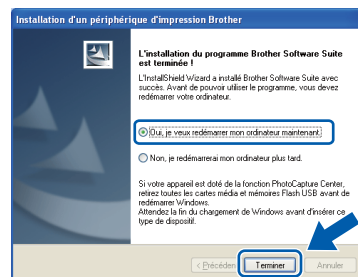 Installation d'un périphérique d'impression Brother
L'installation du programme Brother Software Suite
est terminée !
L'InstallShield Wizard a installé Brother Software Suite avec
succès. Avant de pouvoir utiliser le programme, vous devez
redémarrer votre ordinateur.
Oui, je veux redémarrer mon ordinateur maintenant.
Non, je redémarrerai mon ordinateur plus tard.
Si votre appareil est doté de la fonction PhotoCapture Center,
retirez toutes les cartes média et mémoires Flash USB avant de
redémarrer Windows.
Attendez la fin du chargement de Windows avant d'insérer ce
type de dispositif.
< Précéden
Terminer
Annuler